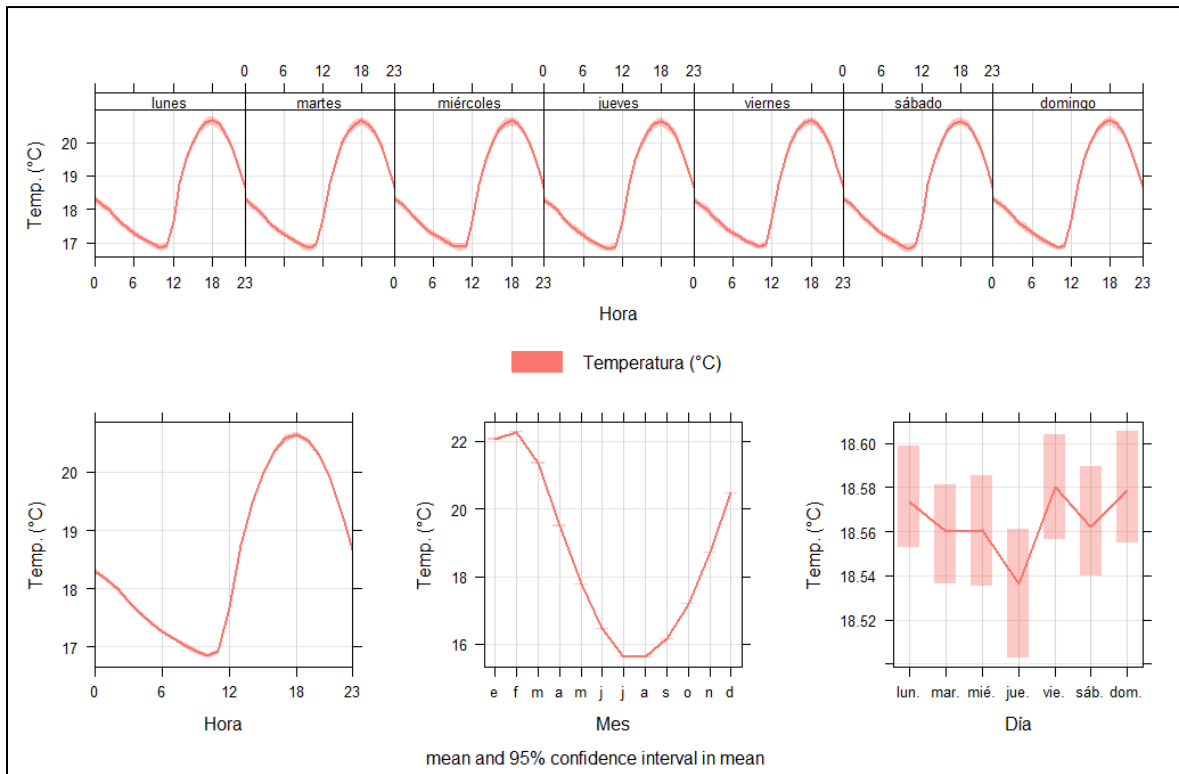 0 6 12 18 23 0 6 12 18 23 0 6 12 18 23
lunes martes miércoles jueves viernes sábado domingo
20
19
18
17
Temp. (°C)
0 6 12 18 23 0 6 12 18 23 0 6 12 18 23 0 6 12 18 23
Hora
Temperatura (°C)
20
19
18
17
Temp. (°C)
0 6 12 18 23
Hora
22
20
18
16
Temp. (°C)
e f m a m j j a s o n d
Mes
18.60
18.58
18.56
18.54
18.52
Temp. (°C)
lun. mar. mié. jue. vie. sáb. dom.
Día
mean and 95% confidence interval in mean